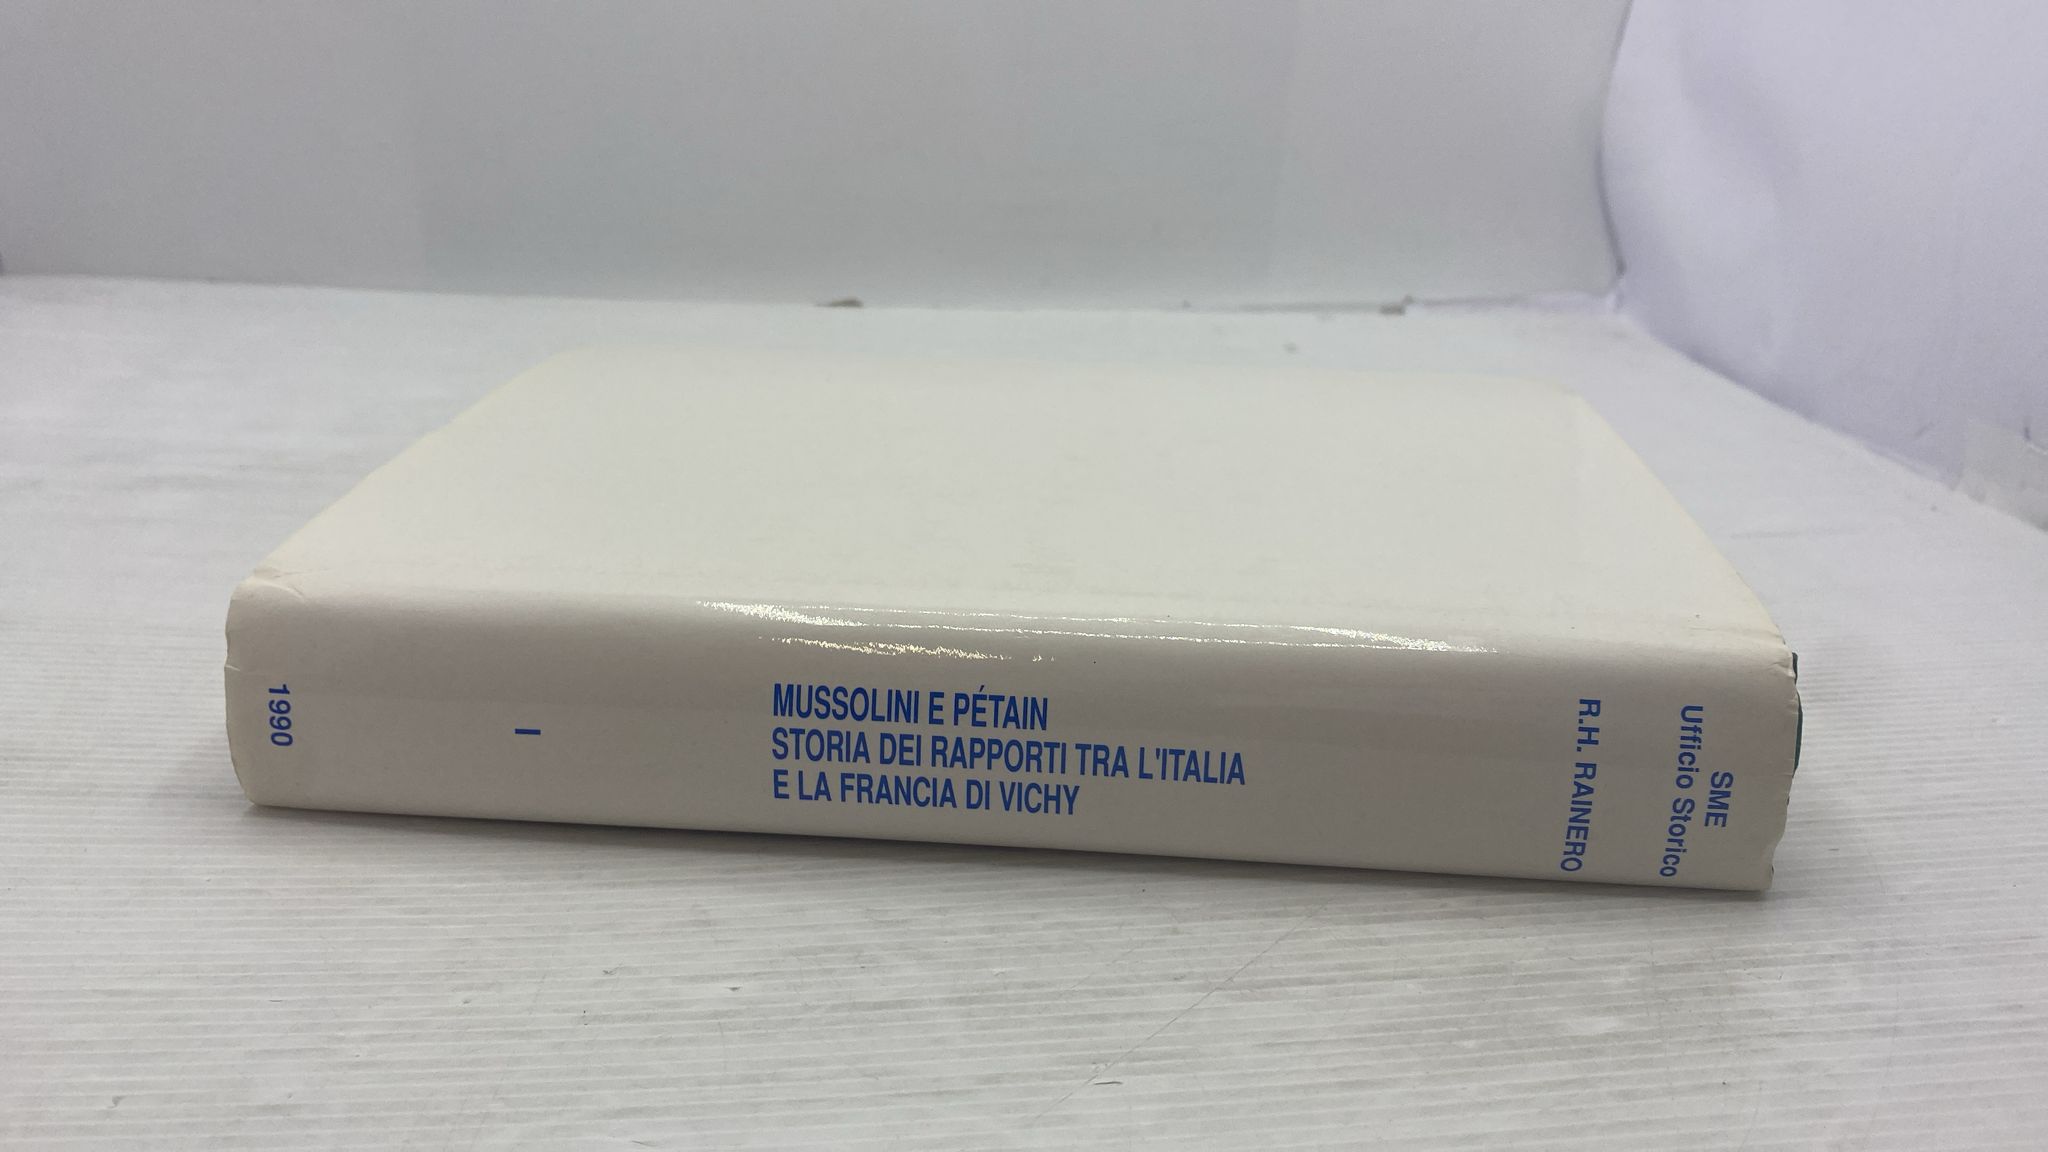 SME
Ufficio Storico
R.H. RAINERO
MUSSOLINI E PÉTAIN
STORIA DEI RAPPORTI TRA L'ITALIA
E LA FRANCIA DI VICHY
I
1990